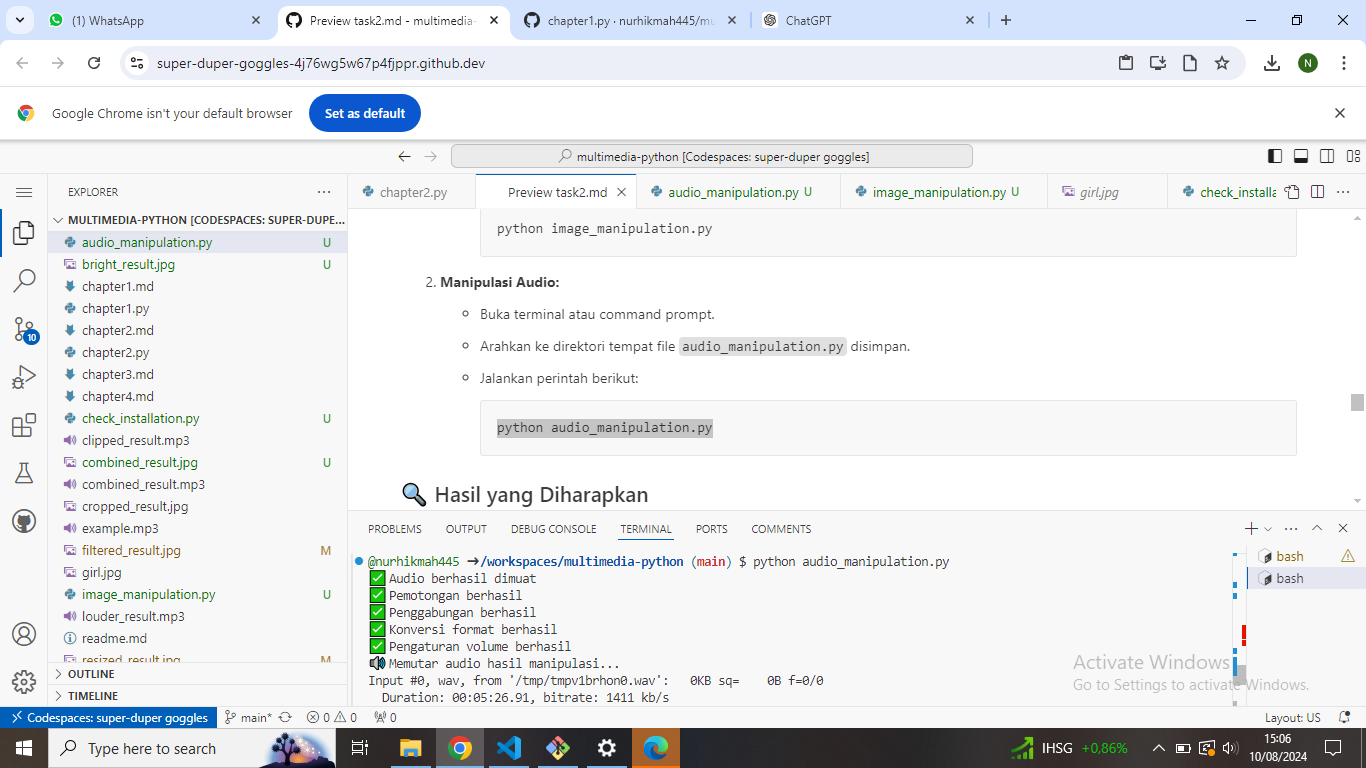 (1) WhatsApp
Preview task2.md - multimedia-
chapter1.py · nurhikmah445/mu
ChatGPT
super-duper-goggles-4j76wg5w67p4fjppr.github.dev
N
Google Chrome isn't your default browser
Set as default
multimedia-python [Codespaces: super-duper goggles]
EXPLORER
chapter2.py
Preview task2.md
audio_manipulation.py U
image_manipulation.py U
girl.jpg
check_installa
MULTIMEDIA-PYTHON [CODESPACES: SUPER-DUPE...
audio_manipulation.py U
bright_result.jpg U
chapter1.md
chapter1.py
chapter2.md
chapter2.py
chapter3.md
chapter4.md
check_installation.py U
clipped_result.mp3
combined_result.jpg U
combined_result.mp3
cropped_result.jpg
example.mp3
filtered_result.jpg M
girl.jpg
image_manipulation.py U
louder_result.mp3
readme.md
resized_result.jpg M
OUTLINE
TIMELINE
10
python image_manipulation.py
2. Manipulasi Audio:
Buka terminal atau command prompt.
Arahkan ke direktori tempat file audio_manipulation.py disimpan.
Jalankan perintah berikut:
python audio_manipulation.py
🔍 Hasil yang Diharapkan
PROBLEMS
OUTPUT
DEBUG CONSOLE
TERMINAL
PORTS
COMMENTS
@nurhikmah445 ➜/workspaces/multimedia-python (main) $ python audio_manipulation.py
✅ Audio berhasil dimuat
✅ Pemotongan berhasil
✅ Penggabungan berhasil
✅ Konversi format berhasil
✅ Pengaturan volume berhasil
🔊 Memutar audio hasil manipulasi...
Input #0, wav, from '/tmp/tmpv1brhon0.wav': 0KB sq= 0B f=0/0
Duration: 00:05:26.91, bitrate: 1411 kb/s
bash
bash
Activate Windows
Go to Settings to activate Windows.
Codespaces: super-duper goggles
main*
0 0
0
Layout: US
Type here to search
IHSG +0,86%
15:06
10/08/2024